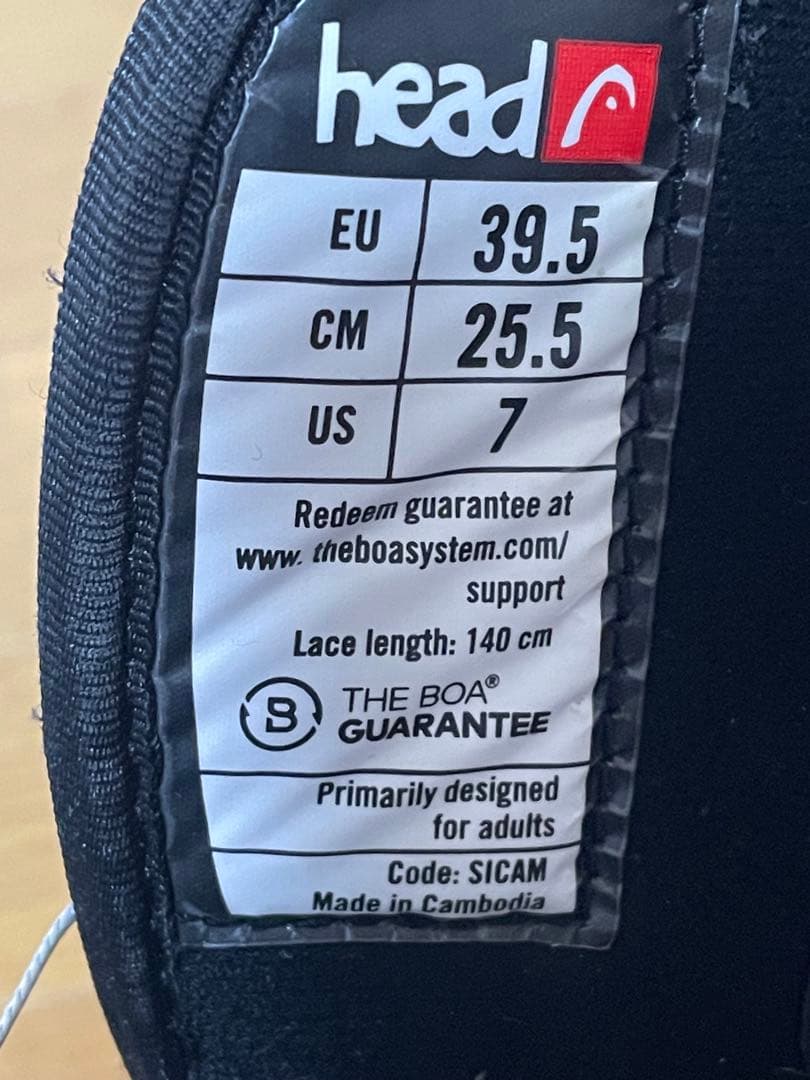 head
EU 39.5
CM 25.5
US 7
Redeem guarantee at
www. theboasystem.com/
support
Lace length: 140 cm
B THE BOA®
GUARANTEE
Primarily designed
for adults
Code: SICAM
Made in Cambodia